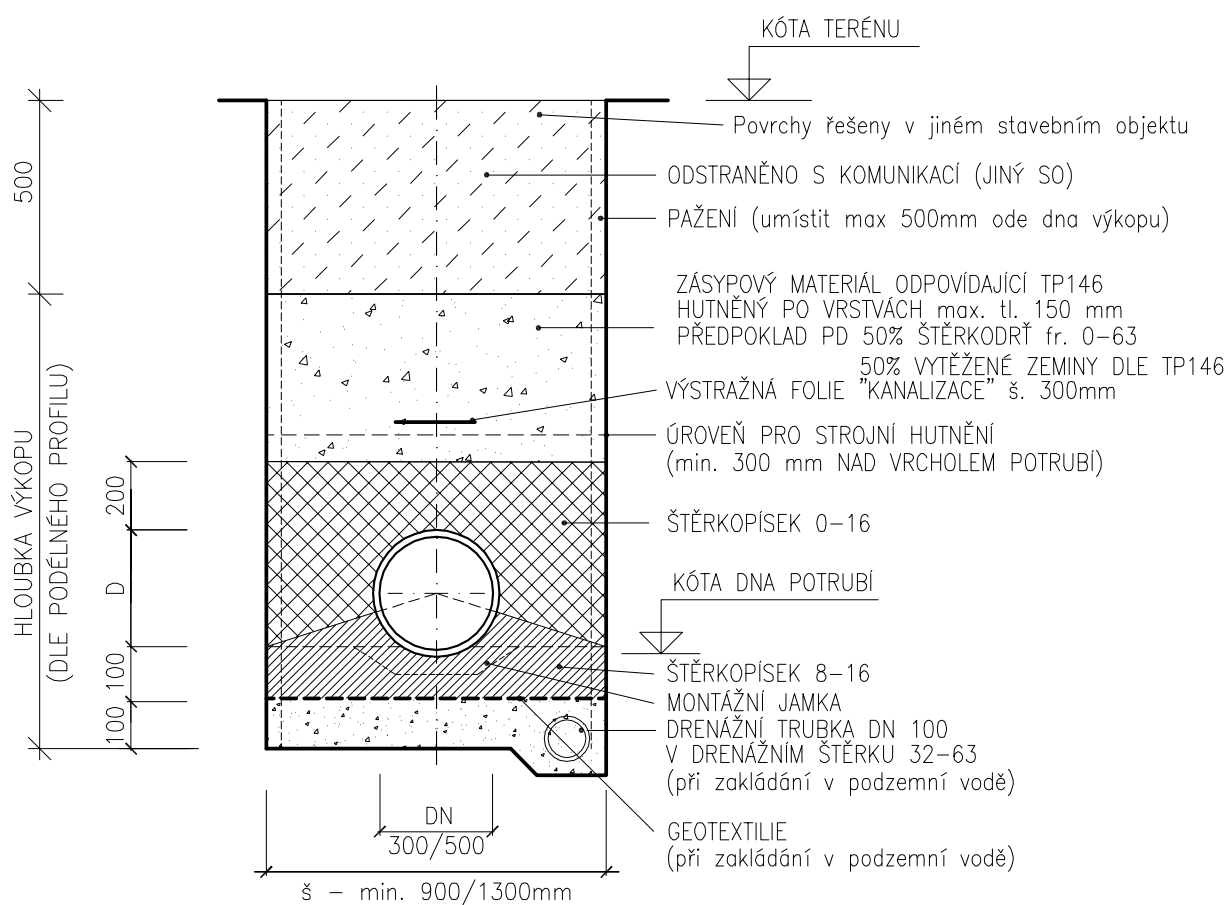 KÓTA TERÉNU
Povrchy řešeny v jiném stavebním objektu
ODSTRANĚNO S KOMUNIKACÍ (JINÝ SO)
PAŽENÍ (umístit max 500mm ode dna výkopu)
ZÁSYPOVÝ MATERIÁL ODPOVÍDAJÍCÍ TP146
HUTNĚNÝ PO VRSTVÁCH max. tl. 150 mm
PŘEDPOKLAD PD 50% ŠTĚRKODRŤ fr. 0-63
50% VYTĚŽENÉ ZEMINY DLE TP146
VÝSTRAŽNÁ FOLIE "KANALIZACE" š. 300mm
ÚROVEŇ PRO STROJNÍ HUTNĚNÍ
(min. 300 mm NAD VRCHOLEM POTRUBÍ)
ŠTĚRKOPÍSEK 0-16
KÓTA DNA POTRUBÍ
ŠTĚRKOPÍSEK 8-16
MONTÁŽNÍ JAMKA
DRENÁŽNÍ TRUBKA DN 100
V DRENÁŽNÍM ŠTĚRKU 32-63
(při zakládání v podzemní vodě)
GEOTEXTILIE
(při zakládání v podzemní vodě)
500
HLOUBKA VÝKOPU
(DLE PODÉLNÉHO PROFILU)
200
D
100
100
DN
300/500
š - min. 900/1300mm